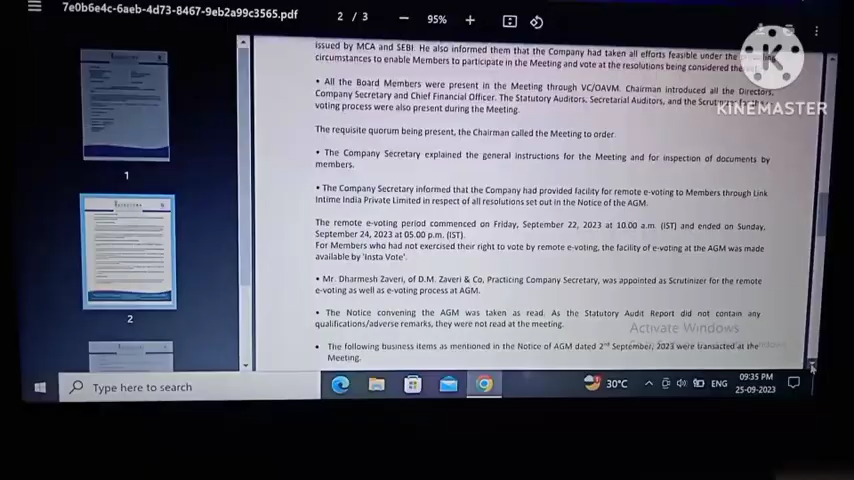 7e0b6e4c-6aeb-4d73-8467-9eb2a99c3565.pdf
2 / 3
95%
issued by MCA and SEBI. He also informed them that the Company had taken all efforts feasible under the
circumstances to enable Members to participate in the Meeting and vote at the resolutions being considered
• All the Board Members were present in the Meeting through VC/OAVM. Chairman introduced all the Directors,
Company Secretary and Chief Financial Officer. The Statutory Auditors, Secretarial Auditors, and the
voting process were also present during the Meeting.
KINEMASTER
The requisite quorum being present, the Chairman called the Meeting to order.
• The Company Secretary explained the general instructions for the Meeting and for inspection of documents by
members.
• The Company Secretary informed that the Company had provided facility for remote e-voting to Members through Link
Intime India Private Limited in respect of all resolutions set out in the Notice of the AGM.
The remote e-voting period commenced on Friday, September 22, 2023 at 10.00 a.m. (IST) and ended on Sunday,
September 24, 2023 at 05.00 p.m. (IST).
For Members who had not exercised their right to vote by remote e-voting, the facility of e-voting at the AGM was made
available by 'Insta Vote'.
• Mr. Dharmesh Zaveri, of D.M. Zaveri & Co, Practicing Company Secretary, was appointed as Scrutinizer for the remote
e-voting as well as e-voting process at AGM.
• The Notice convening the AGM was taken as read. As the Statutory Audit Report did not contain any
qualifications/adverse remarks, they were not read at the meeting.
Activate Windows
• The following business items as mentioned in the Notice of AGM dated 2nd September, 2023 were transacted at the
Meeting.
1
2
Type here to search
30°C
ENG
09:35 PM
25-09-2023